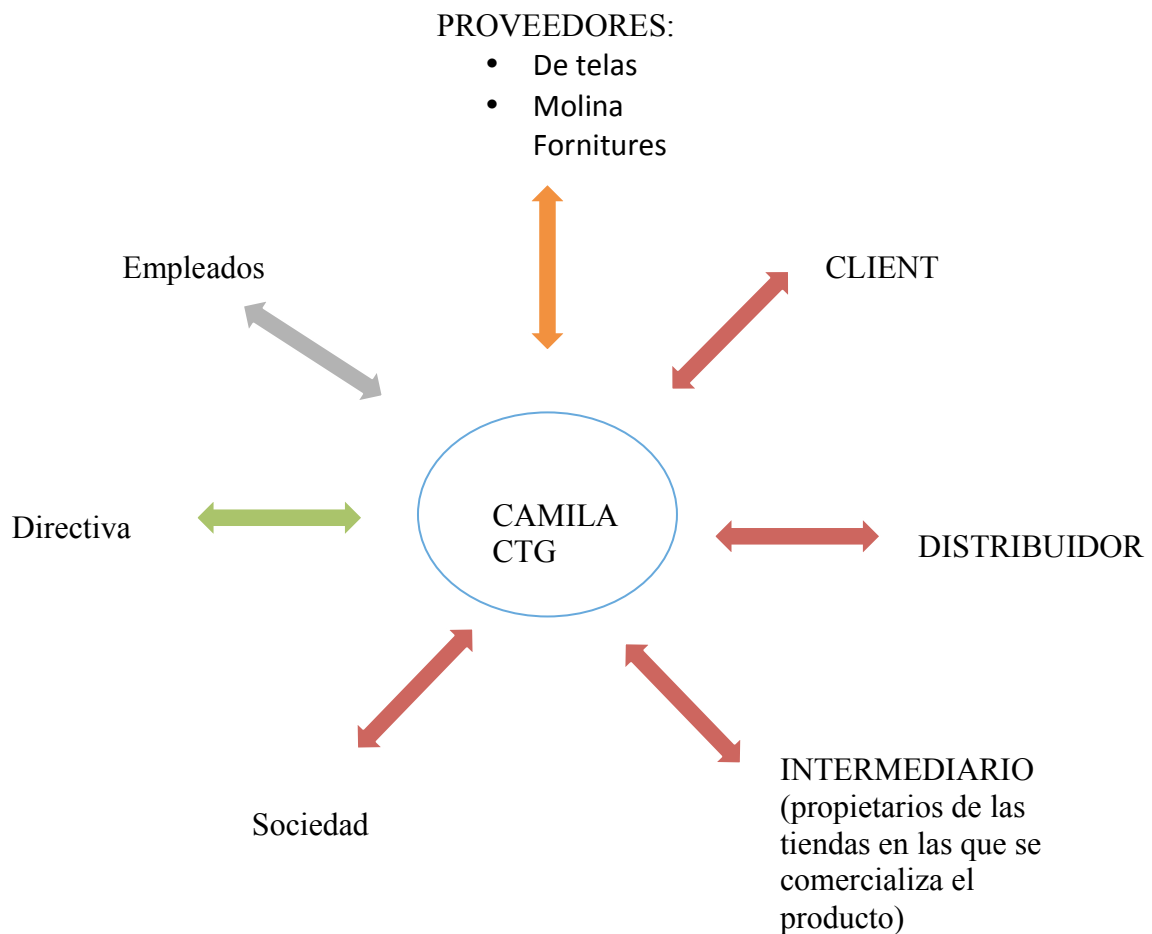 PROVEEDORES:
• De telas
• Molina
Fornitures
Empleados
CLIENT
CAMILA
CTG
Directiva
DISTRIBUIDOR
Sociedad
INTERMEDIARIO
(propietarios de las
tiendas en las que se
comercializa el
producto)